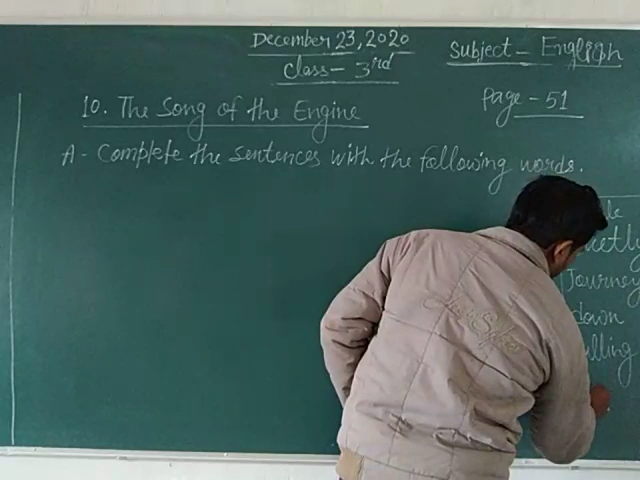 December 23, 2020
Subject - English
Class - 3rd
Page - 51
10. The Song of the Engine
A - Complete the sentences with the following words.
Journey
down